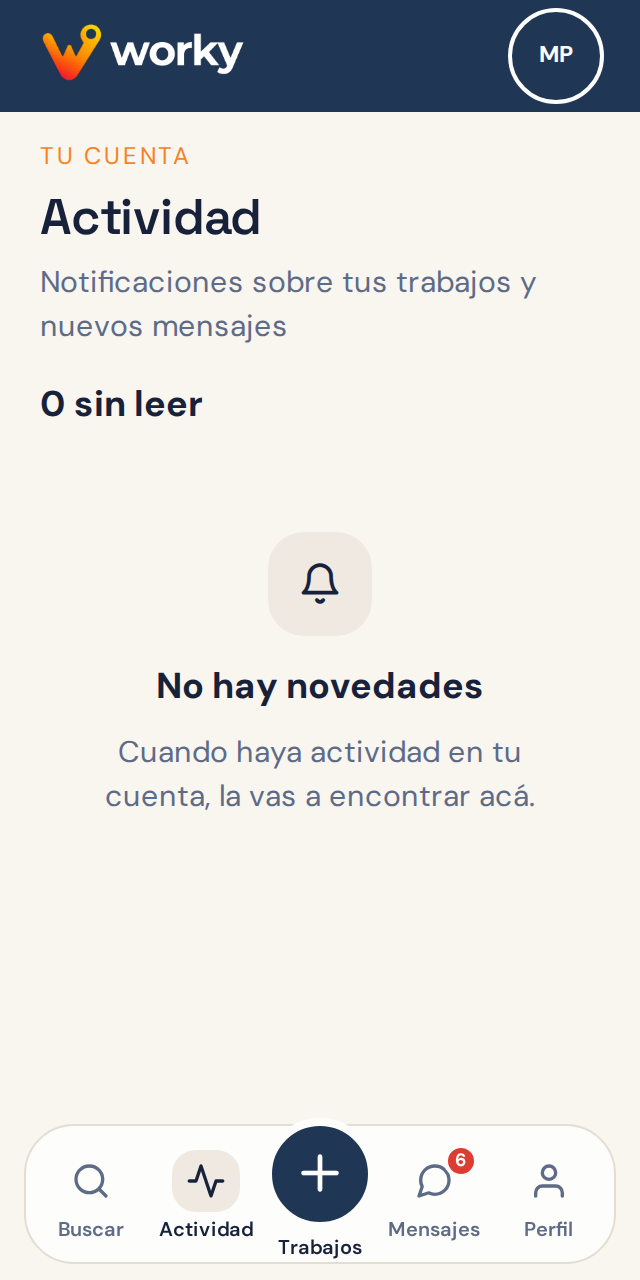 worky
MP
TU CUENTA
Actividad
Notificaciones sobre tus trabajos y
nuevos mensajes
0 sin leer
No hay novedades
Cuando haya actividad en tu
cuenta, la vas a encontrar acá.
6
Buscar
Actividad
Trabajos
Mensajes
Perfil